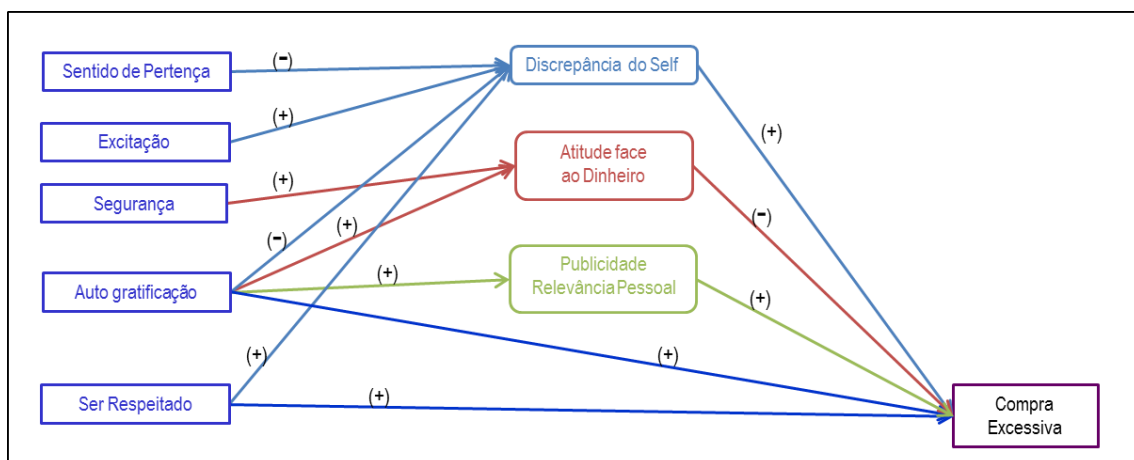 Sentido de Pertença
(-)
Discrepância do Self
Excitação
(+)
(+)
Atitude face
ao Dinheiro
Segurança
(+)
(-)
(+)
(-)
Auto gratificação
(+)
Publicidade
Relevância Pessoal
(+)
(+)
(+)
Ser Respeitado
(+)
Compra
Excessiva